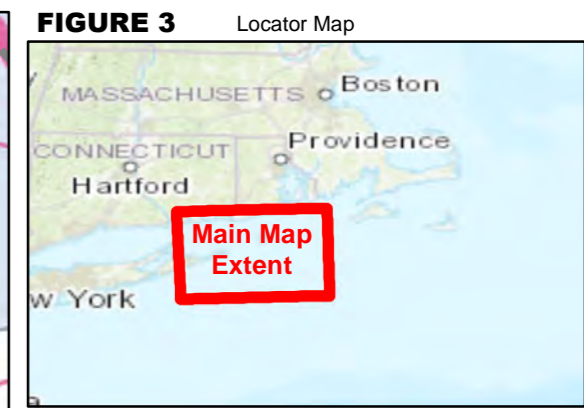 FIGURE 3 Locator Map
Boston
MASSACHUSETTS
Providence
CONNECTICUT
Hartford
Main Map
Extent
w York